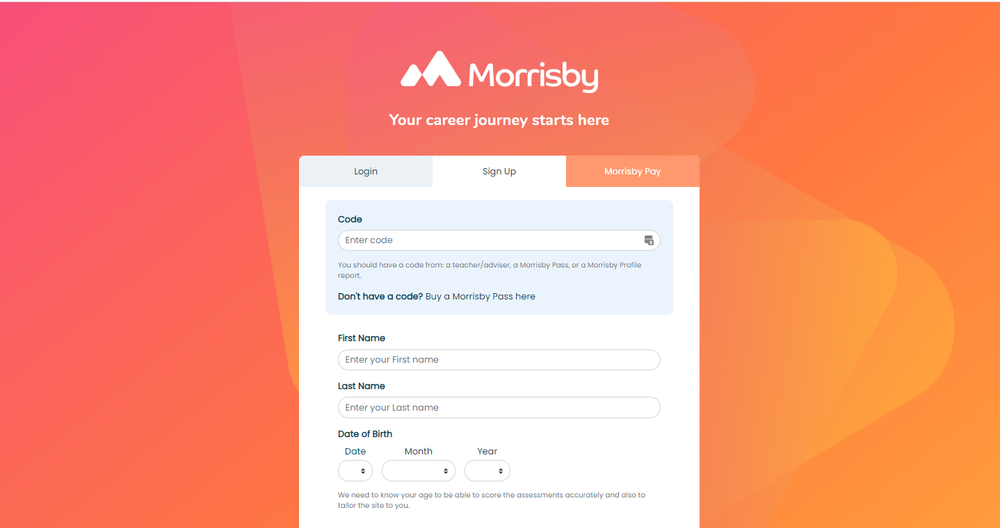 Morrisby
Your career journey starts here
Login
Sign Up
Morrisby Pay
Code
Enter code
You should have a code from: a teacher/adviser, a Morrisby Pass, or a Morrisby Profile
report.
Don't have a code? Buy a Morrisby Pass here
First Name
Enter your First name
Last Name
Enter your Last name
Date of Birth
Date Month Year
We need to know your age to be able to score the assessments accurately and also to
tailor the site to you.